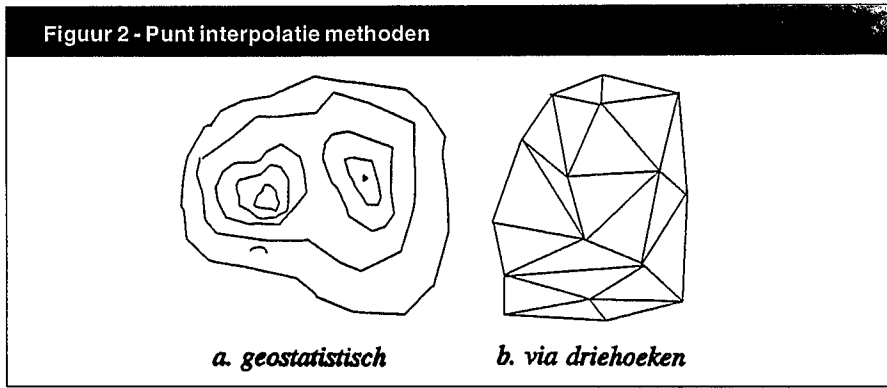 Figuur 2 - Punt interpolatie methoden
a. geostatistisch
b. via driehoeken